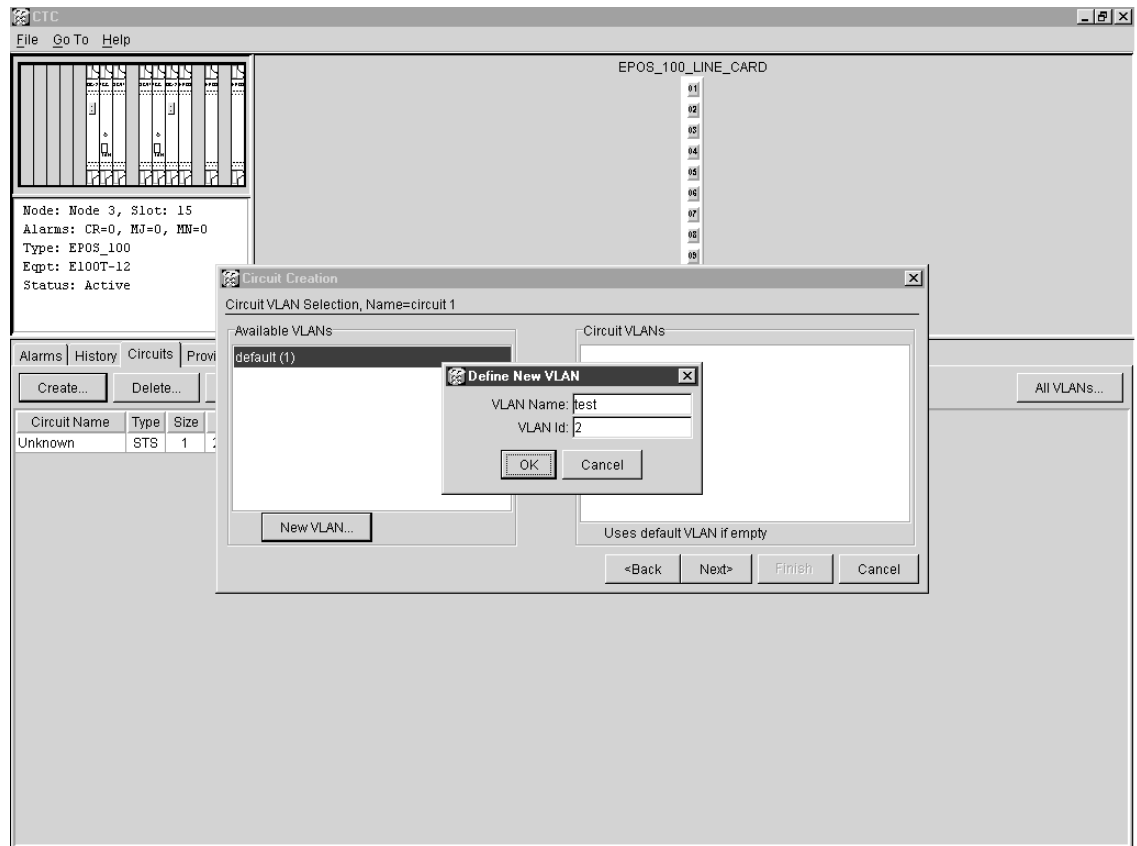 CTC
File Go To Help
EPOS_100_LINE_CARD
01
02
03
04
05
06
07
08
09
Node: Node 3, Slot: 15
Alarms: CR=0, MJ=0, MN=0
Type: EPOS_100
Eqpt: E100T-12
Status: Active
Circuit Creation
Circuit VLAN Selection, Name=circuit 1
Available VLANs
Circuit VLANs
default (1)
Define New VLAN
VLAN Name: test
VLAN Id: 2
OK Cancel
New VLAN...
Uses default VLAN if empty
<Back Next> Finish Cancel
Alarms History Circuits Provi
Create... Delete... All VLANs...
Circuit Name Type Size
Unknown STS 1